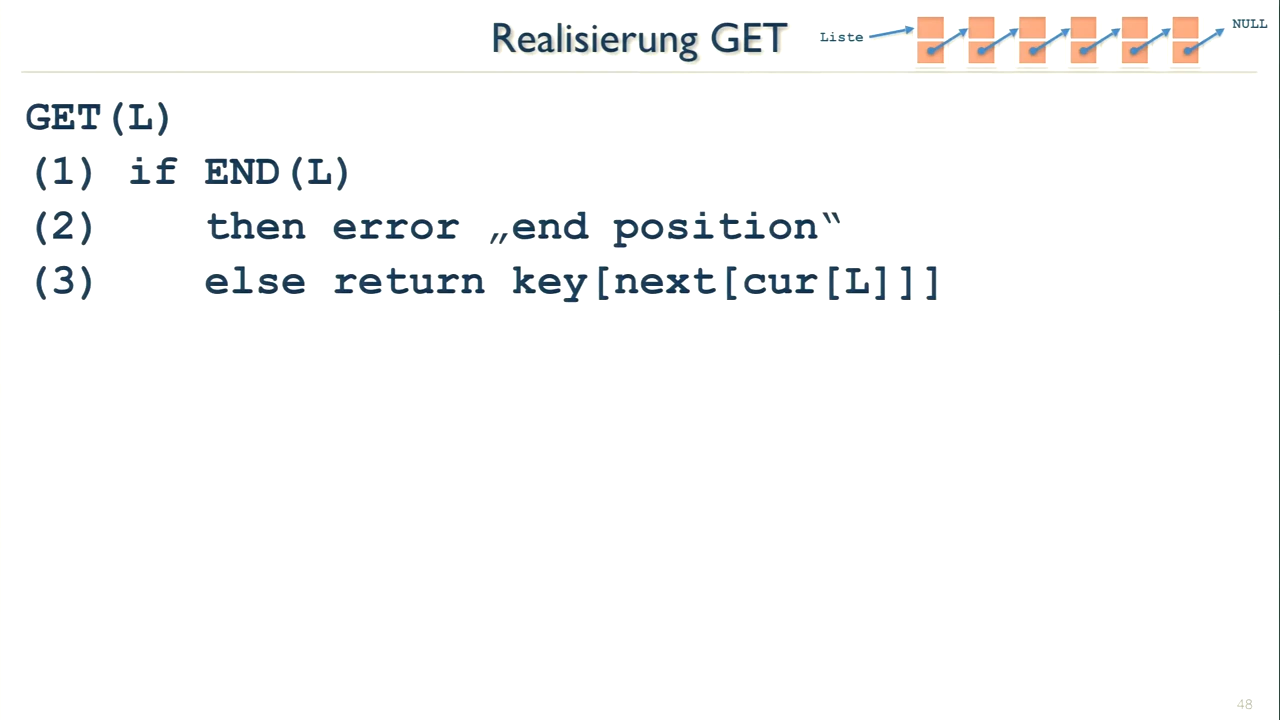 Realisierung GET
Liste
NULL
GET(L)
(1) if END(L)
(2)    then error „end position“
(3)    else return key[next[cur[L]]]
48